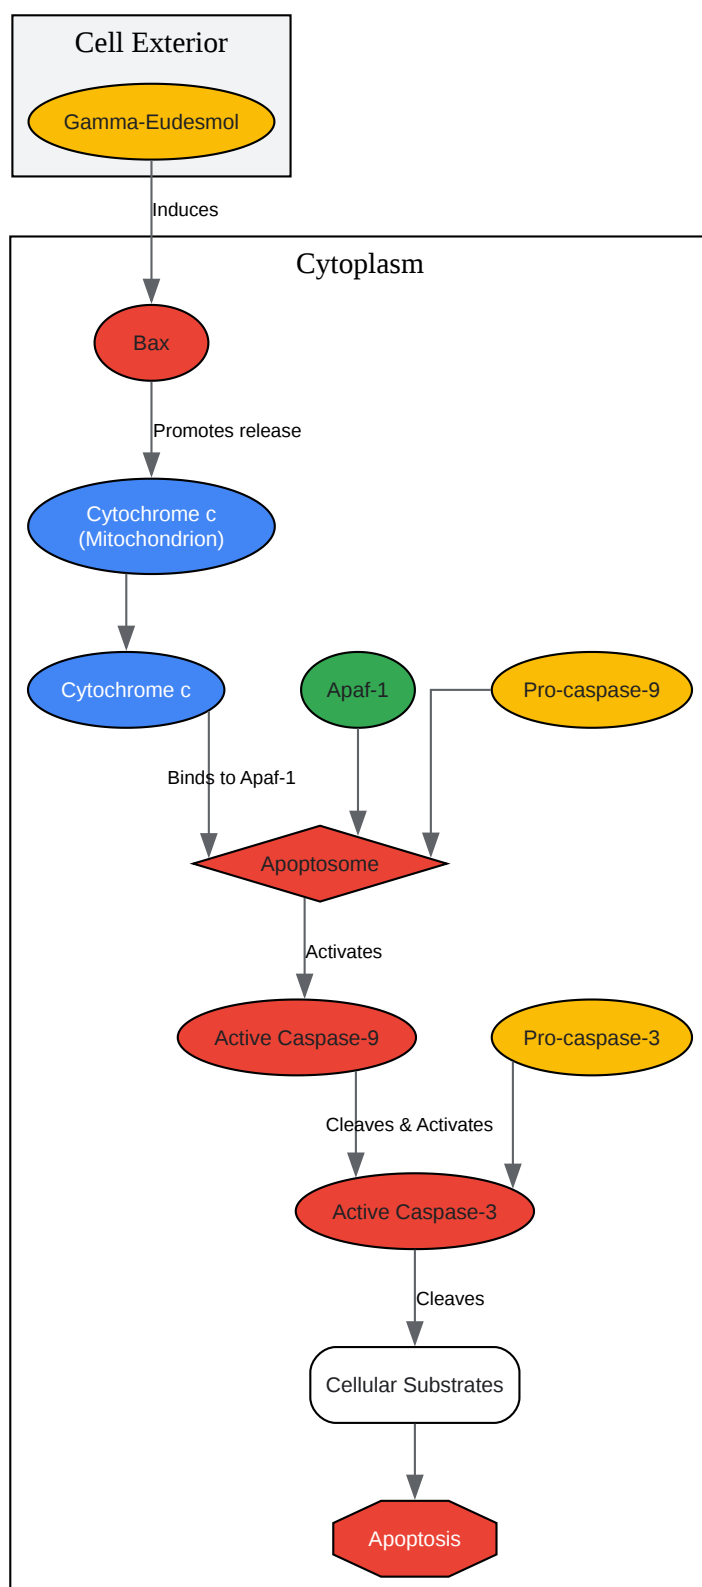 Cell Exterior
Gamma-Eudesmol
Induces
Cytoplasm
Bax
Promotes release
Cytochrome c
(Mitochondrion)
Cytochrome c
Apaf-1
Pro-caspase-9
Binds to Apaf-1
Apoptosome
Activates
Active Caspase-9
Pro-caspase-3
Cleaves & Activates
Active Caspase-3
Cleaves
Cellular Substrates
Apoptosis